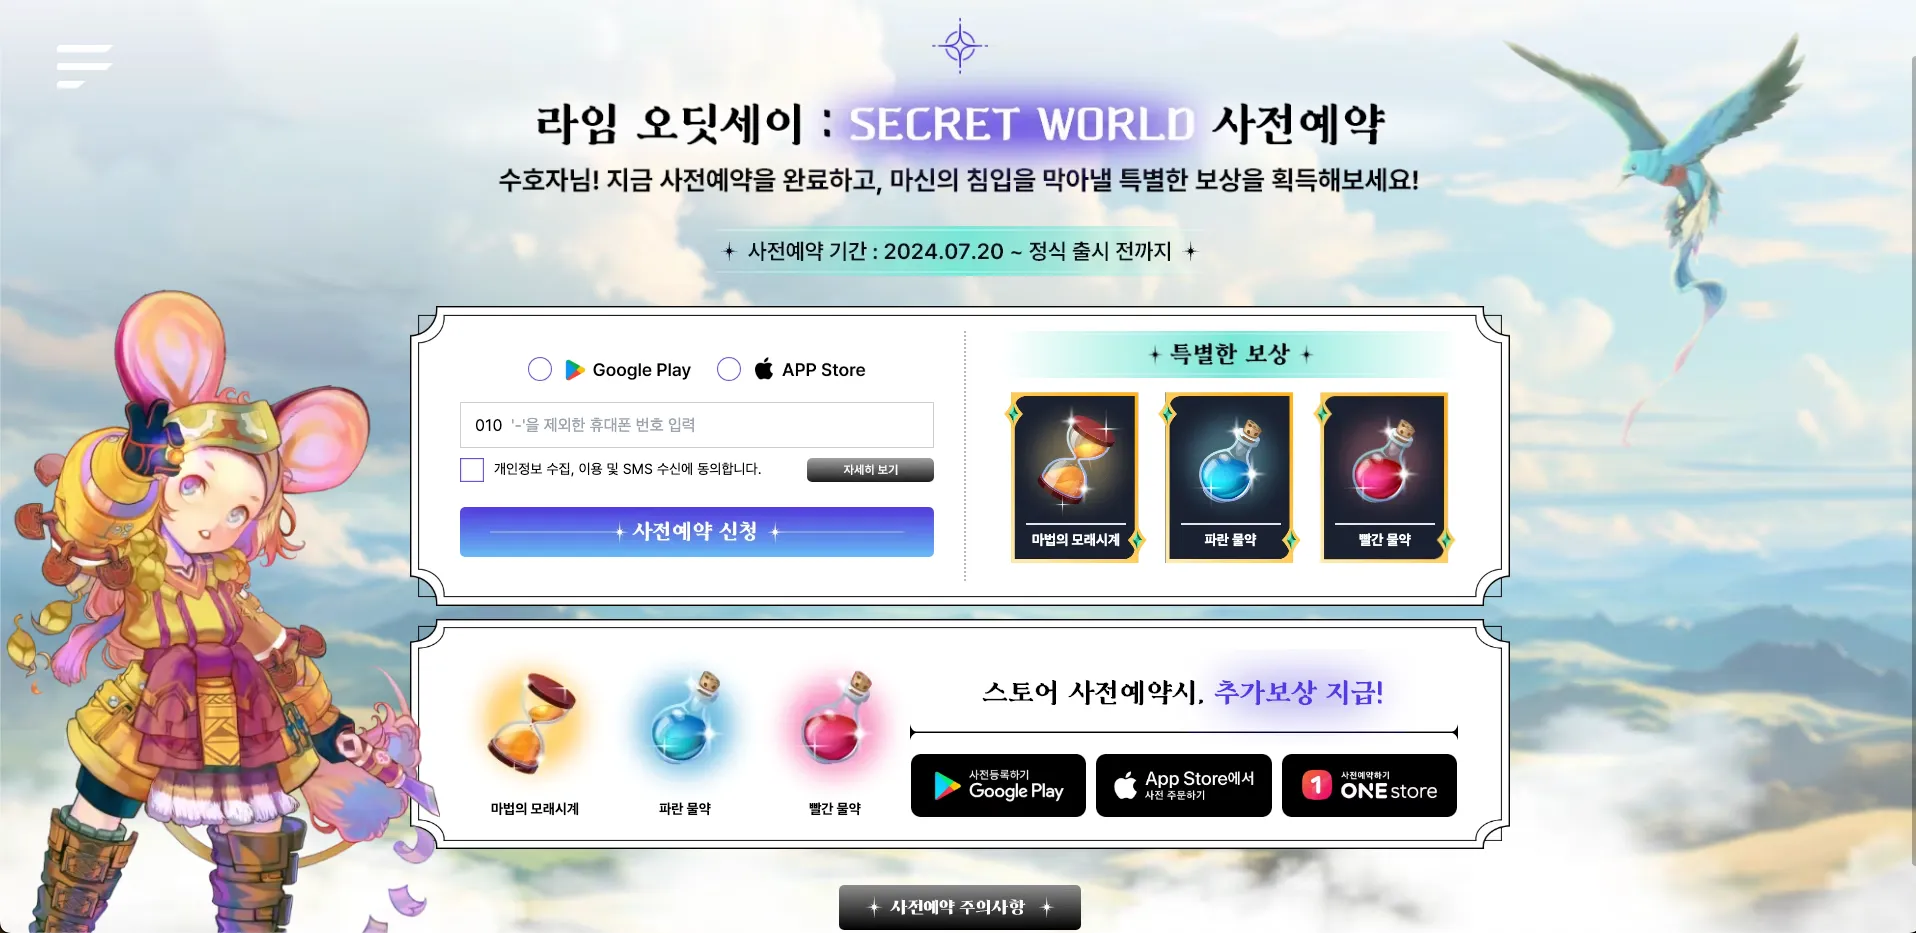 라임 오딧세이 : SECRET WORLD 사전예약
수호자님! 지금 사전예약을 완료하고, 마신의 침입을 막아낼 특별한 보상을 획득해보세요!
사전예약 기간 : 2024.07.20 ~ 정식 출시 전까지
Google Play
APP Store
010 '-'을 제외한 휴대폰 번호 입력
개인정보 수집, 이용 및 SMS 수신에 동의합니다.
자세히 보기
사전예약 신청
특별한 보상
마법의 모래시계
파란 물약
빨간 물약
마법의 모래시계
파란 물약
빨간 물약
스토어 사전예약시, 추가보상 지급!
사전등록하기
Google Play
App Store에서
사전 주문하기
1
사전예약하기
ONE store
사전예약 주의사항